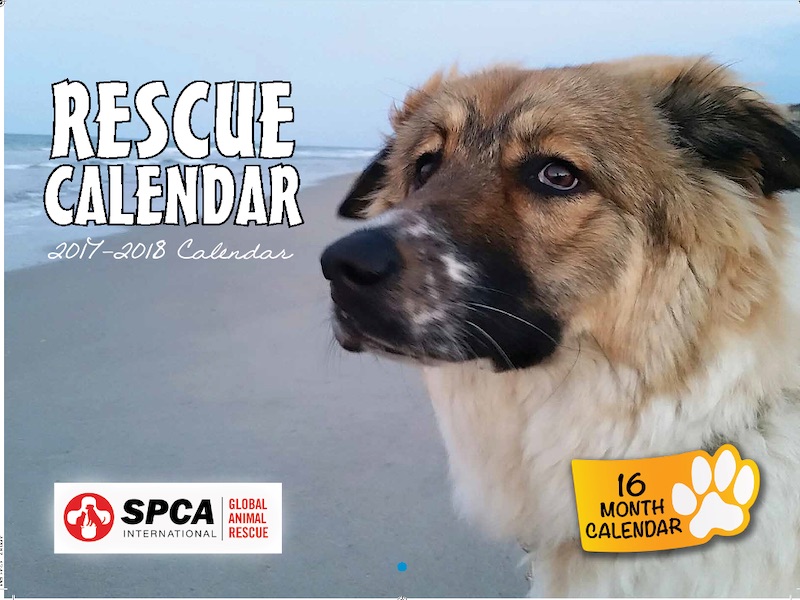 RESCUE
CALENDAR
2017-2018 Calendar
SPCA
INTERNATIONAL
GLOBAL
ANIMAL
RESCUE
16
MONTH
CALENDAR